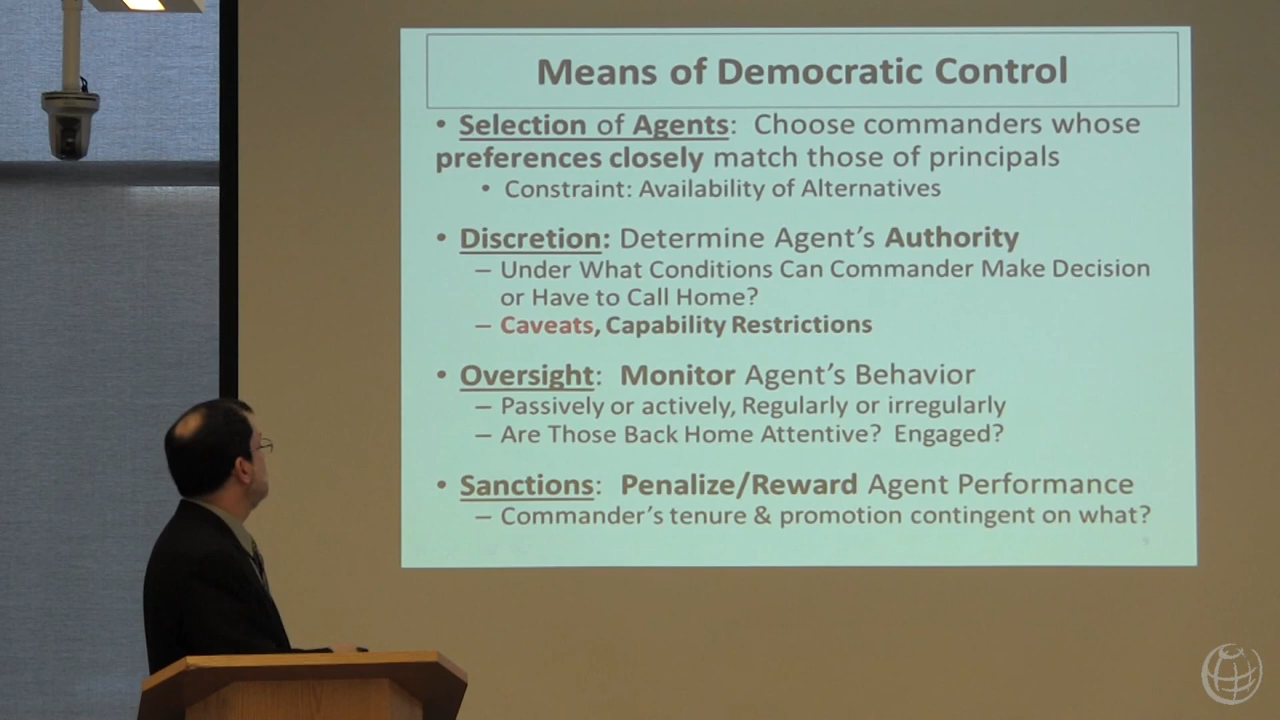 Means of Democratic Control
• Selection of Agents: Choose commanders whose
preferences closely match those of principals
• Constraint: Availability of Alternatives
• Discretion: Determine Agent’s Authority
– Under What Conditions Can Commander Make Decision
or Have to Call Home?
– Caveats, Capability Restrictions
• Oversight: Monitor Agent’s Behavior
– Passively or actively, Regularly or irregularly
– Are Those Back Home Attentive? Engaged?
• Sanctions: Penalize/Reward Agent Performance
– Commander’s tenure & promotion contingent on what?